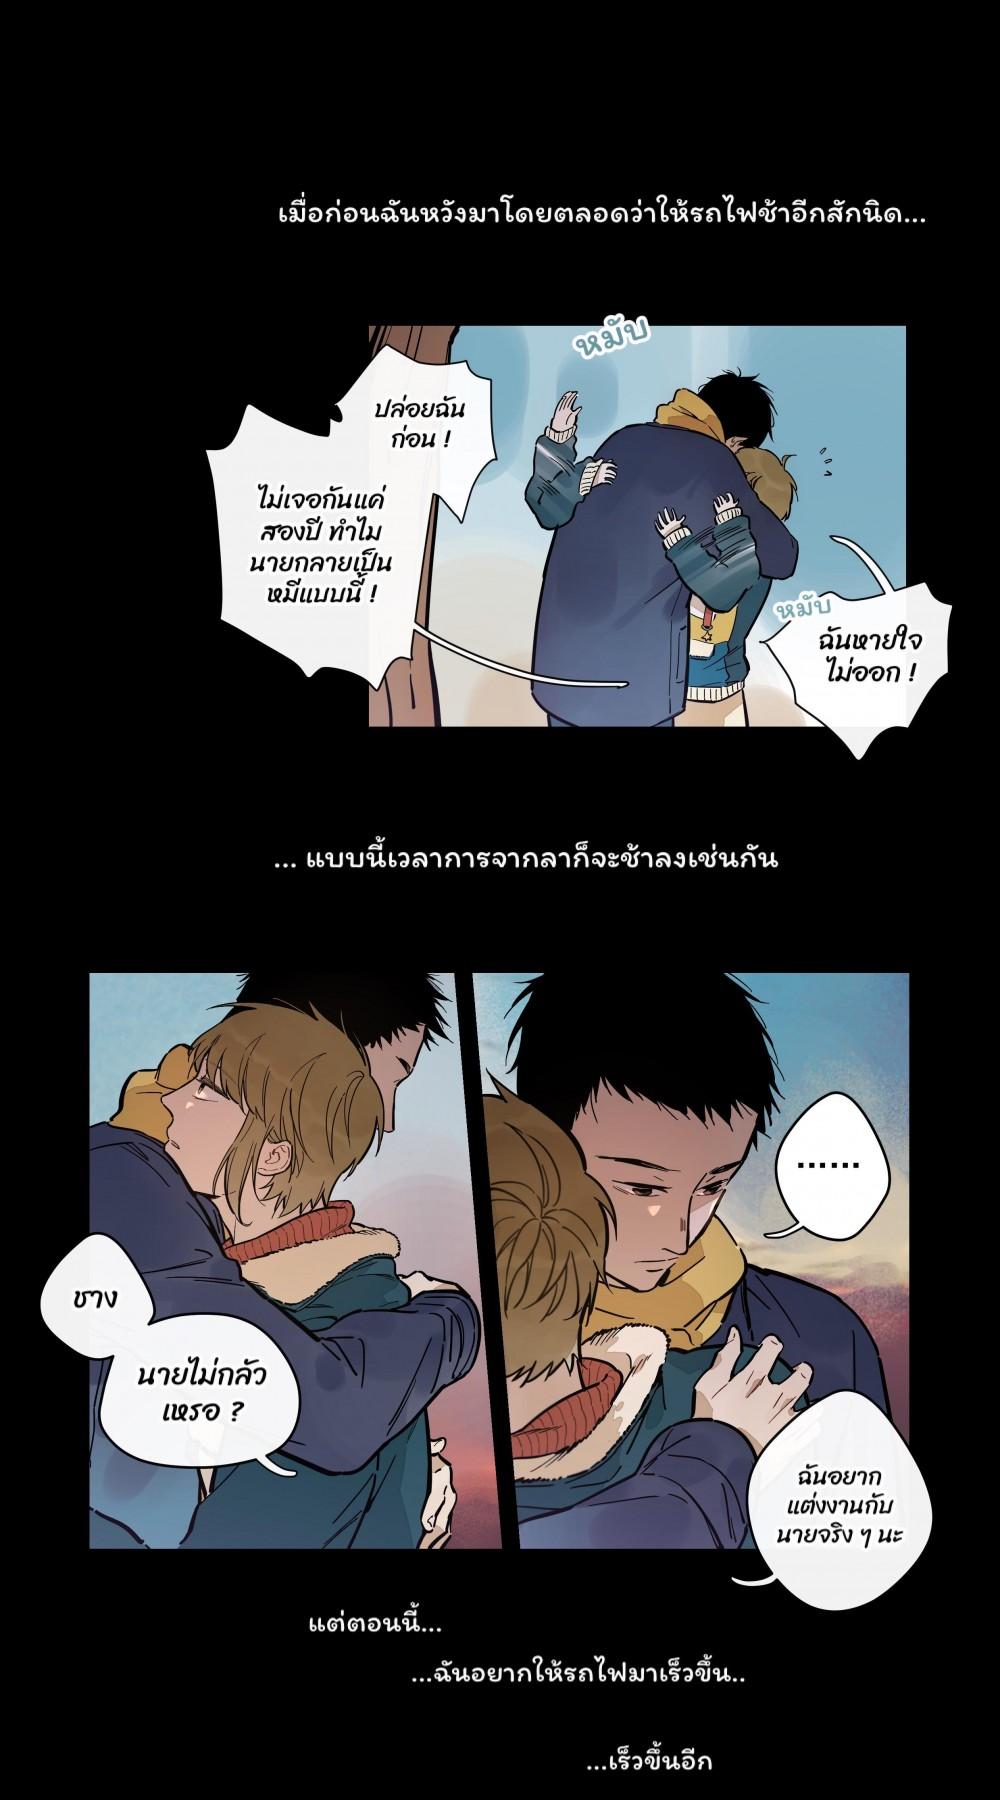 เมื่อก่อนฉันหวังมาโดยตลอดว่าให้รถไฟช้าอีกสักนิด...
หมับ
ปล่อยฉัน
ก่อน !
ไม่เจอกันแค่
สองปี ทำไม
นายกลายเป็น
หมีแบบนี้ !
หมับ
ฉันหายใจ
ไม่ออก !
... แบบนี้เวลาการจากลาก็จะช้าลงเช่นกัน
ชาง
นายไม่กลัว
เหรอ ?
......
ฉันอยาก
แต่งงานกับ
นายจริง ๆ นะ
แต่ตอนนี้...
...ฉันอยากให้รถไฟมาเร็วขึ้น..
...เร็วขึ้นอีก